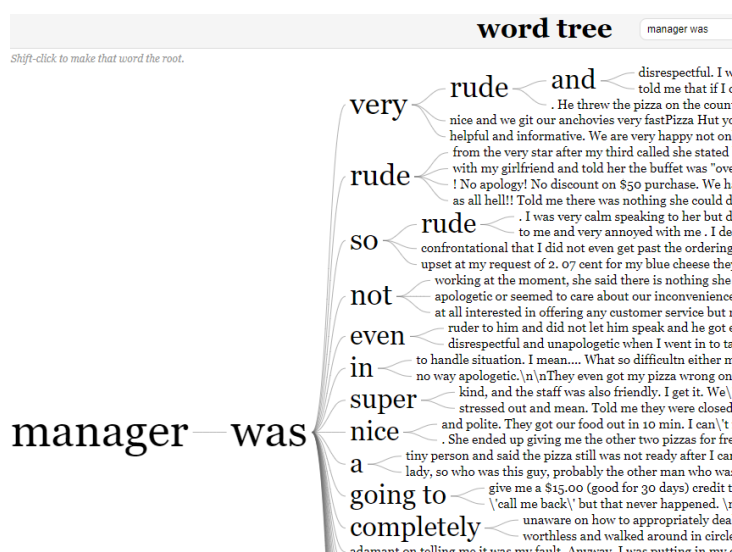 word tree
manager was
Shift-click to make that word the root.
manager was
very
rude
and
disrespectful. I
told me that if I
. He threw the pizza on the
nice and we git our anchovies very fastPizza Hut
helpful and informative. We are very happy not on
rude
from the very star after my third called she stated
with my girlfriend and told her the buffet was "
! No apology! No discount on $50 purchase. We
as all hell!! Told me there was nothing she could
so
rude
. I was very calm speaking to her but
to me and very annoyed with me . I
confrontational that I did not even get past the ordering
upset at my request of 2. 07 cent for my blue cheese
not
working at the moment, she said there is nothing she
apologetic or seemed to care about our inconvenience
at all interested in offering any customer service but
even
ruder to him and did not let him speak and he got
disrespectful and unapologetic when I went in to
in
to handle situation. I mean.... What so difficultn either
no way apologetic.\n\nThey even got my pizza wrong on
super
kind, and the staff was also friendly. I get it. We\
stressed out and mean. Told me they were closed
nice
and polite. They got our food out in 10 min. I can\'t
. She ended up giving me the other two pizzas for
a
tiny person and said the pizza still was not ready after I
lady, so who was this guy, probably the other man who
going to
give me a $15.00 (good for 30 days) credit
\'call me back\' but that never happened.
completely
unaware on how to appropriately
worthless and walked around in
adamant on telling me it was my fault. Anyway, I was putting in my